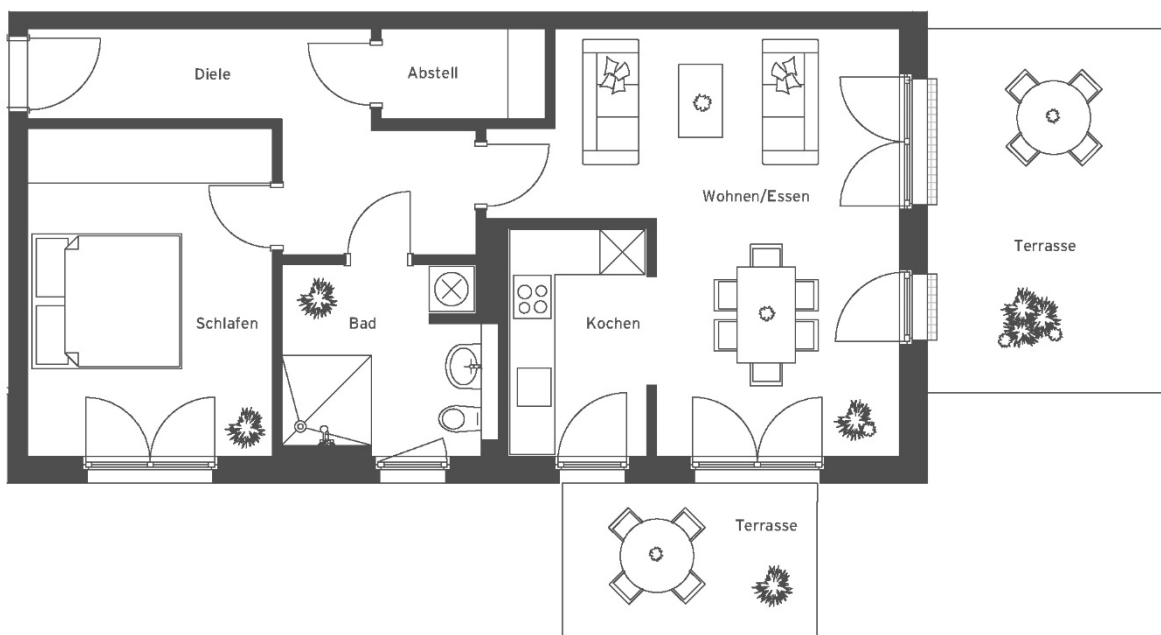 Diele
Abstell
Wohnen/Essen
Terrasse
Schlafen
Bad
Kochen
Terrasse